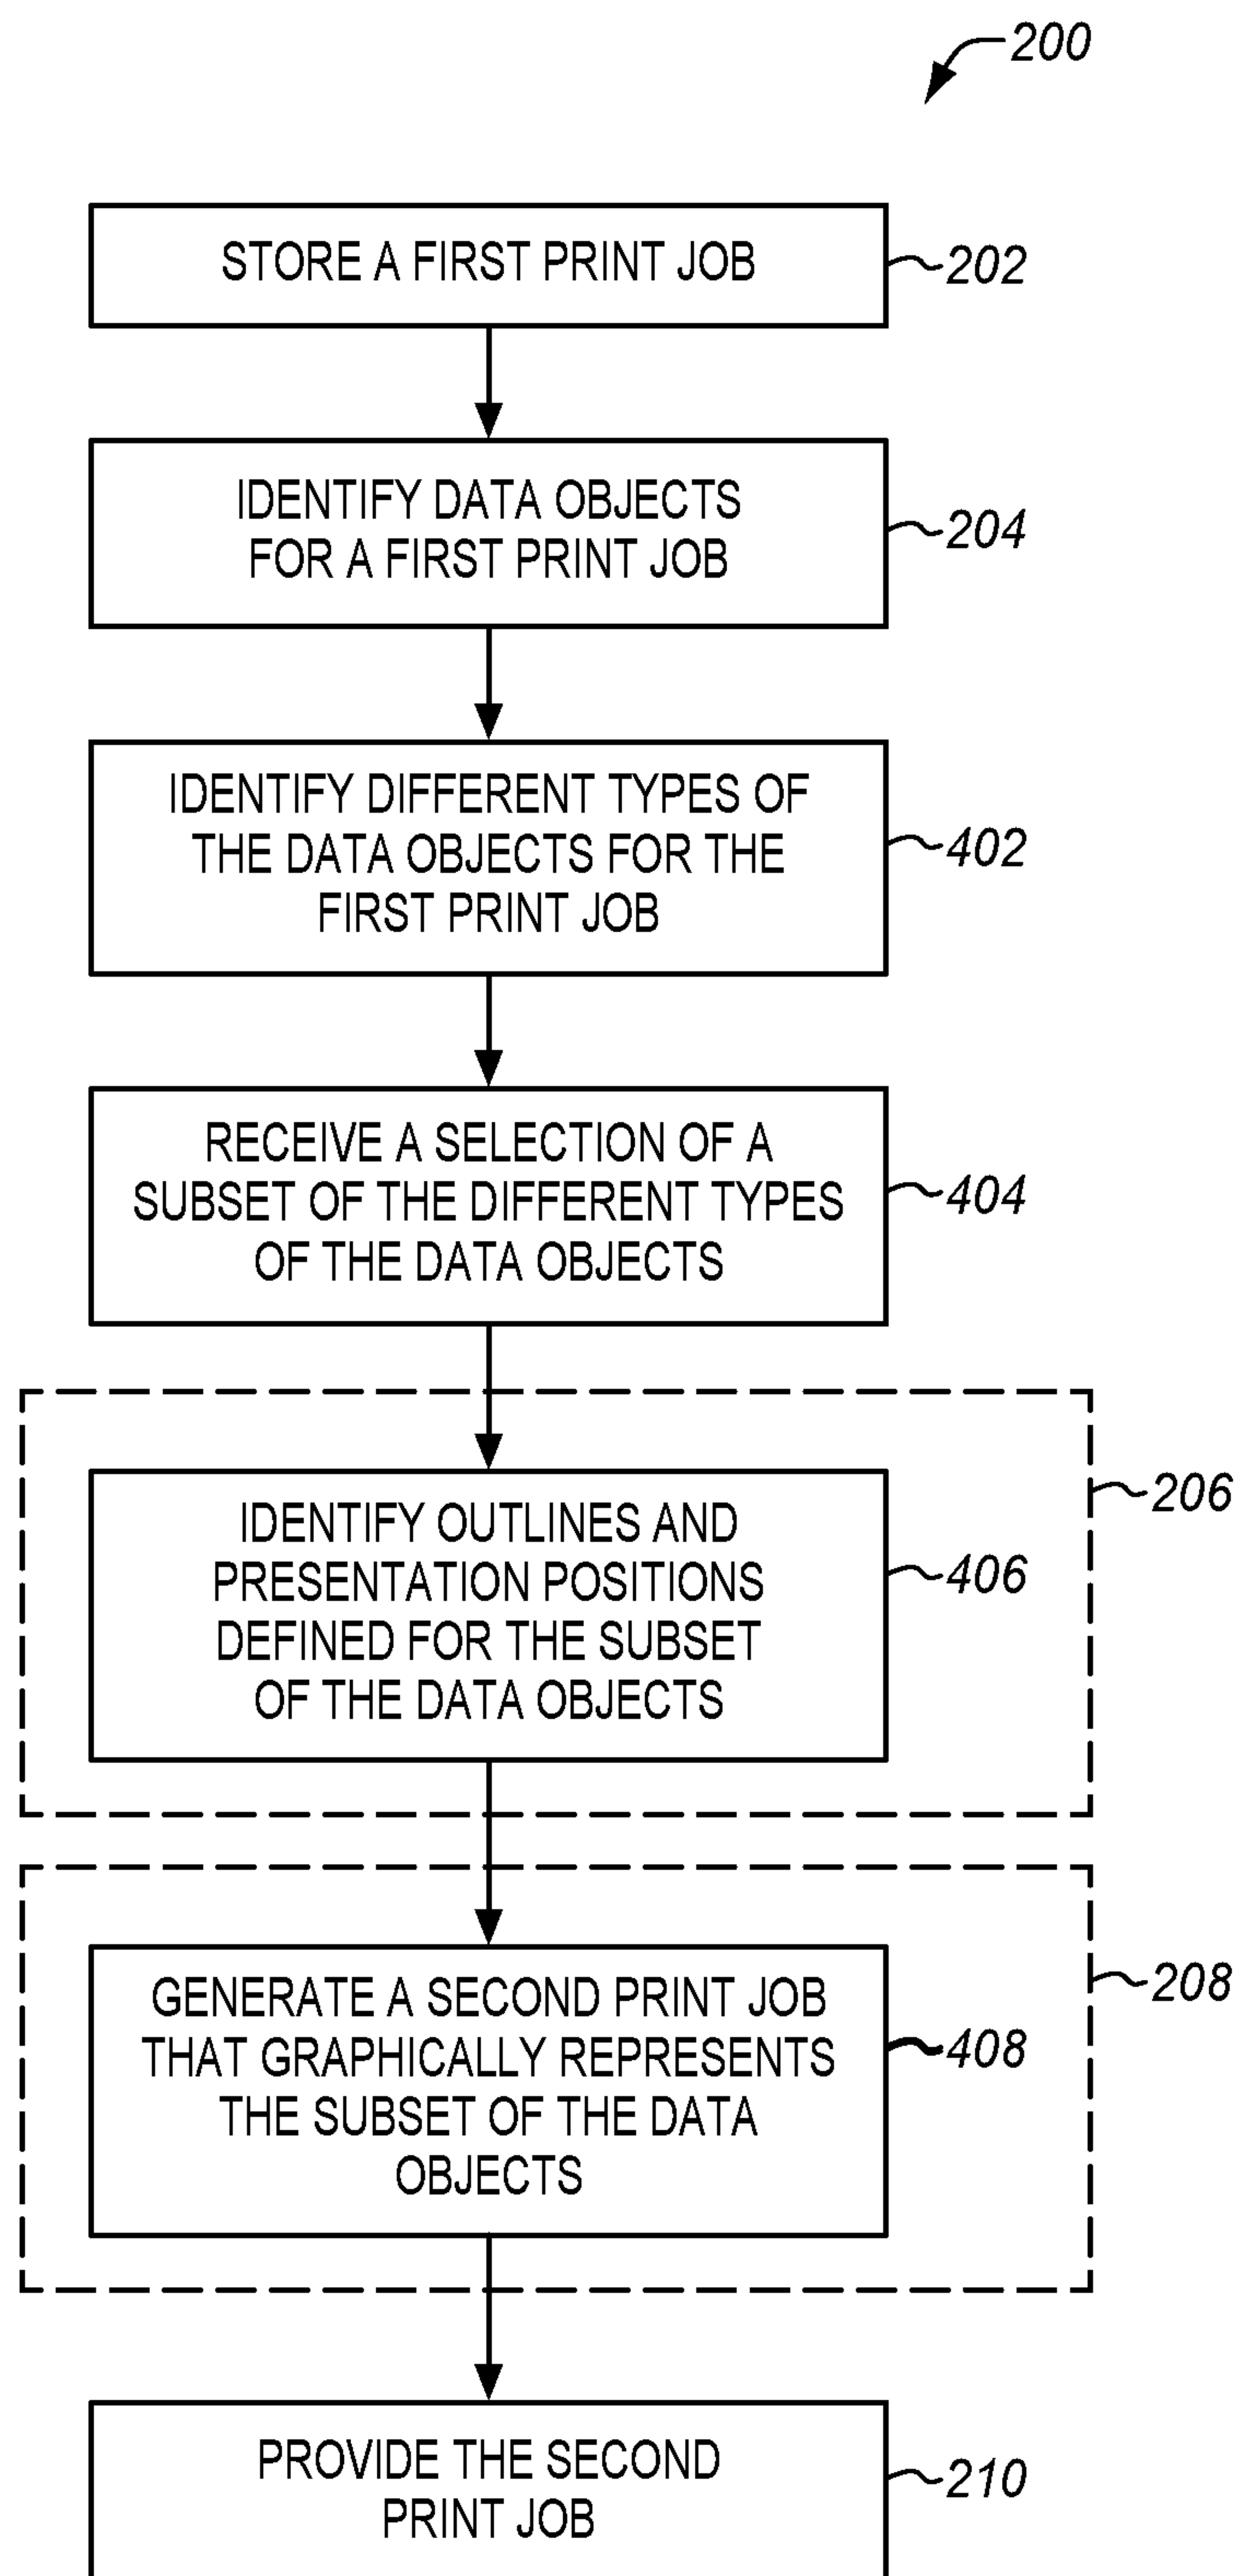 200
STORE A FIRST PRINT JOB
202
IDENTIFY DATA OBJECTS
FOR A FIRST PRINT JOB
204
IDENTIFY DIFFERENT TYPES OF
THE DATA OBJECTS FOR THE
FIRST PRINT JOB
402
RECEIVE A SELECTION OF A
SUBSET OF THE DIFFERENT TYPES
OF THE DATA OBJECTS
404
206
IDENTIFY OUTLINES AND
PRESENTATION POSITIONS
DEFINED FOR THE SUBSET
OF THE DATA OBJECTS
406
208
GENERATE A SECOND PRINT JOB
THAT GRAPHICALLY REPRESENTS
THE SUBSET OF THE DATA
OBJECTS
408
PROVIDE THE SECOND
PRINT JOB
210